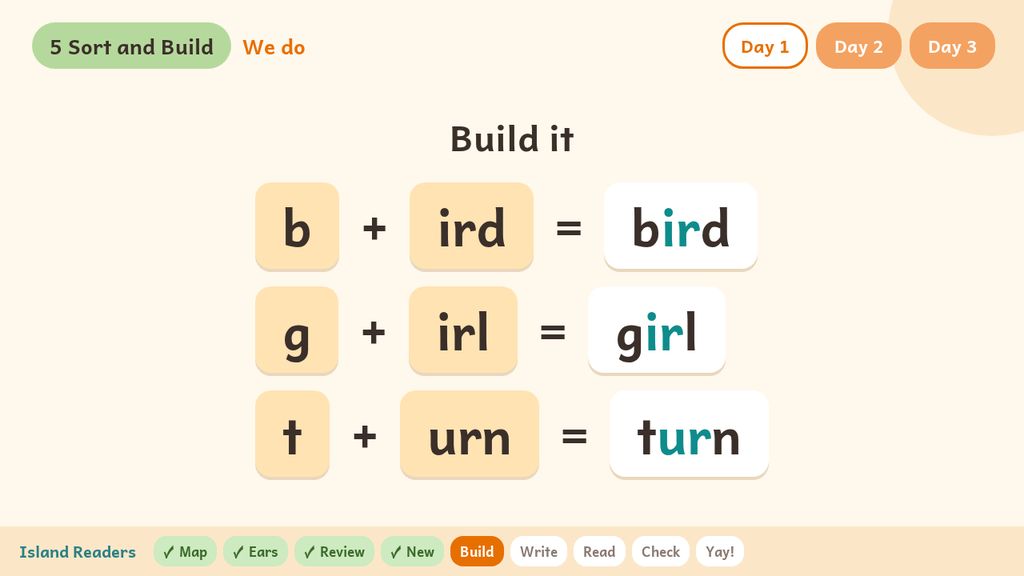 5 Sort and Build We do Day 1 Day 2 Day 3
Build it
b + ird = bird
g + irl = girl
t + urn = turn
Island Readers ✓ Map ✓ Ears ✓ Review ✓ New Build Write Read Check Yay!